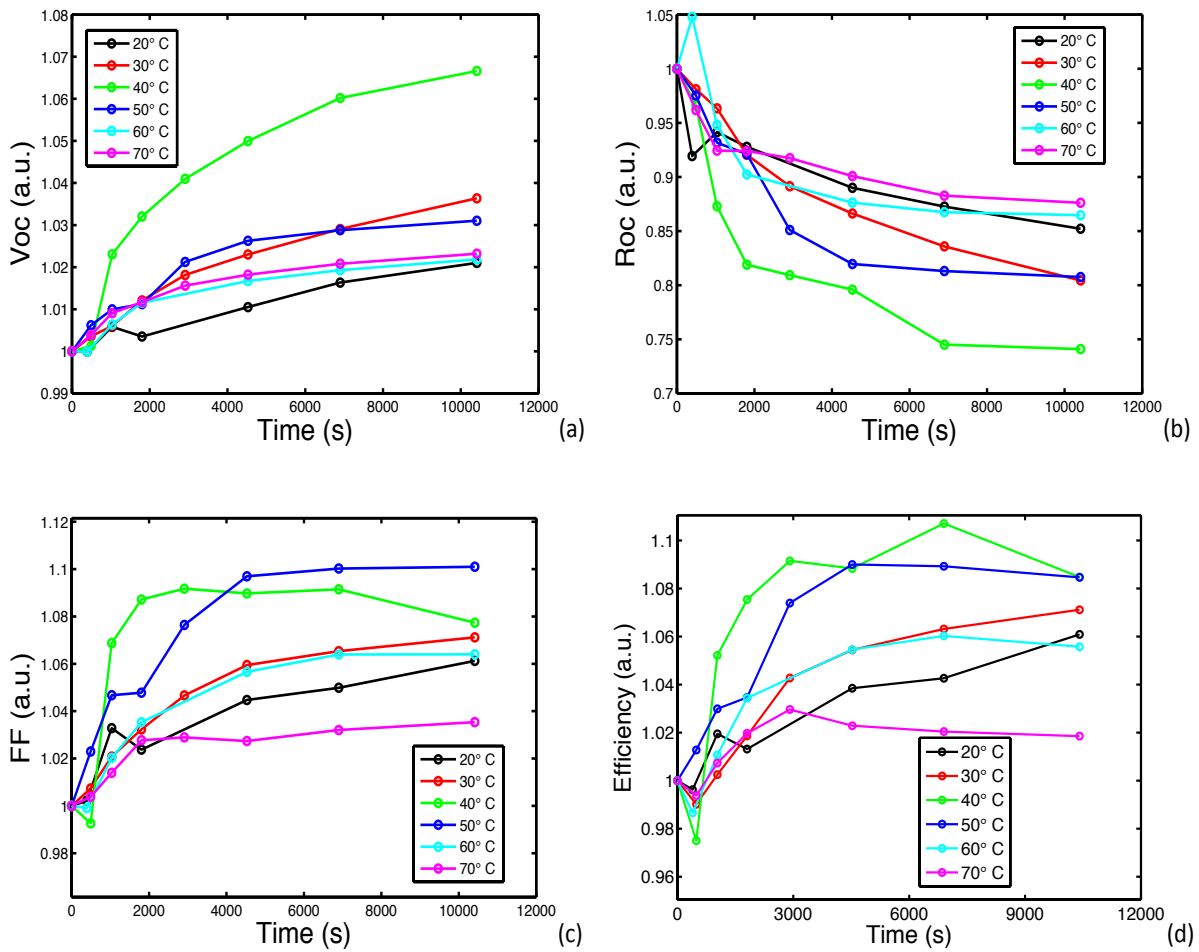 1.08
1.07
1.06
1.05
1.04
1.03
1.02
1.01
1
0.99
Voc (a.u.)
20° C
30° C
40° C
50° C
60° C
70° C
0 2000 4000 6000 8000 10000 12000
Time (s)
(a)
1.05
1
0.95
0.9
0.85
0.8
0.75
0.7
Roc (a.u.)
20° C
30° C
40° C
50° C
60° C
70° C
0 2000 4000 6000 8000 10000 12000
Time (s)
(b)
1.12
1.1
1.08
1.06
1.04
1.02
1
0.98
FF (a.u.)
20° C
30° C
40° C
50° C
60° C
70° C
0 2000 4000 6000 8000 10000 12000
Time (s)
(c)
1.1
1.08
1.06
1.04
1.02
1
0.98
0.96
Efficiency (a.u.)
20° C
30° C
40° C
50° C
60° C
70° C
0 3000 6000 9000 12000
Time (s)
(d)